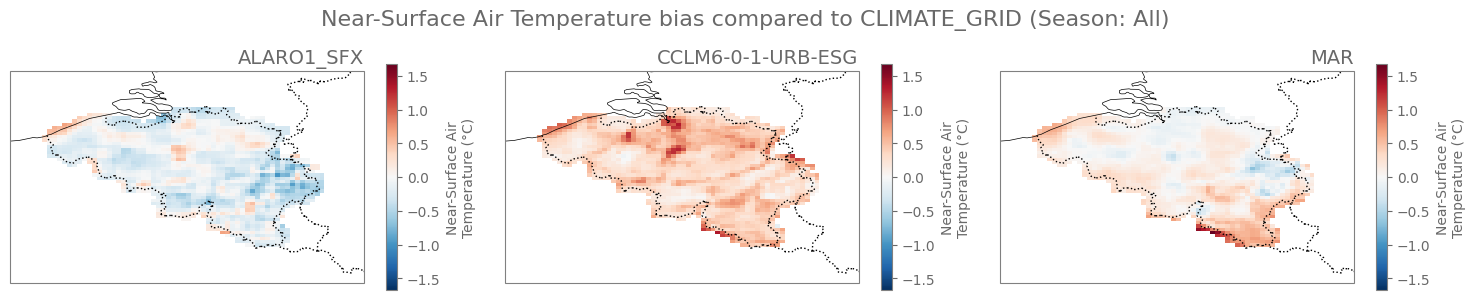 Near-Surface Air Temperature bias compared to CLIMATE_GRID (Season: All)
ALARO1_SFX
1.5
1.0
0.5
0.0
−0.5
−1.0
−1.5
Near-Surface Air
Temperature (°C)
CCLM6-0-1-URB-ESG
1.5
1.0
0.5
0.0
−0.5
−1.0
−1.5
Near-Surface Air
Temperature (°C)
MAR
1.5
1.0
0.5
0.0
−0.5
−1.0
−1.5
Near-Surface Air
Temperature (°C)